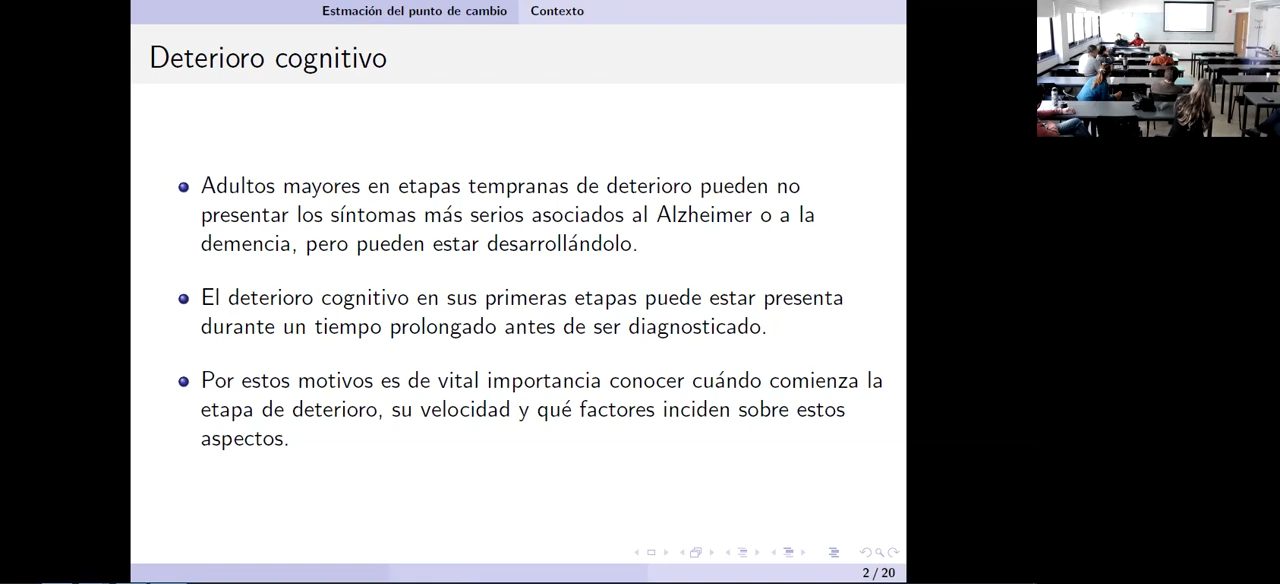 Estmación del punto de cambio Contexto
Deterioro cognitivo
Adultos mayores en etapas tempranas de deterioro pueden no
presentar los síntomas más serios asociados al Alzheimer o a la
demencia, pero pueden estar desarrollándolo.
El deterioro cognitivo en sus primeras etapas puede estar presenta
durante un tiempo prolongado antes de ser diagnosticado.
Por estos motivos es de vital importancia conocer cuándo comienza la
etapa de deterioro, su velocidad y qué factores inciden sobre estos
aspectos.
2 / 20